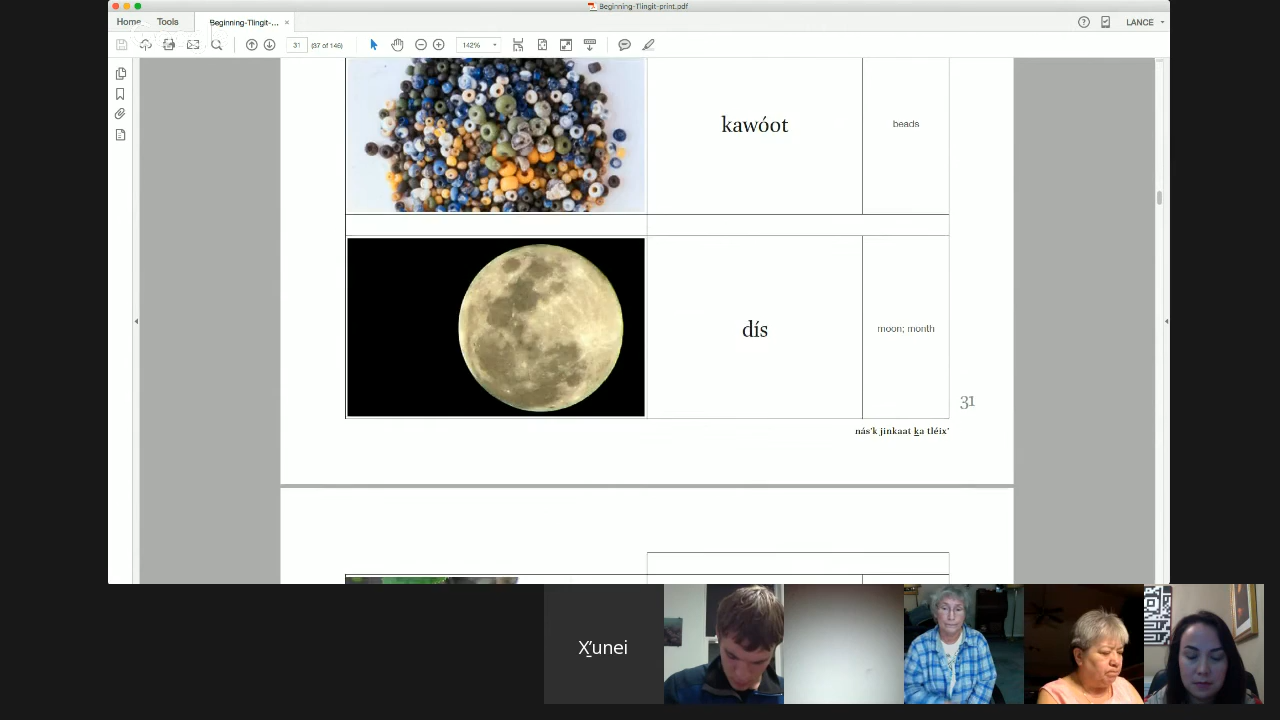 Beginning-Tlingit-print.pdf
Home Tools Beginning-Tlingit-... ×
LANCE
31 (37 of 146) 142%
kawóot beads
dís moon; month
31
nás'k jinkaat ḵa tléix'
X̱'unei